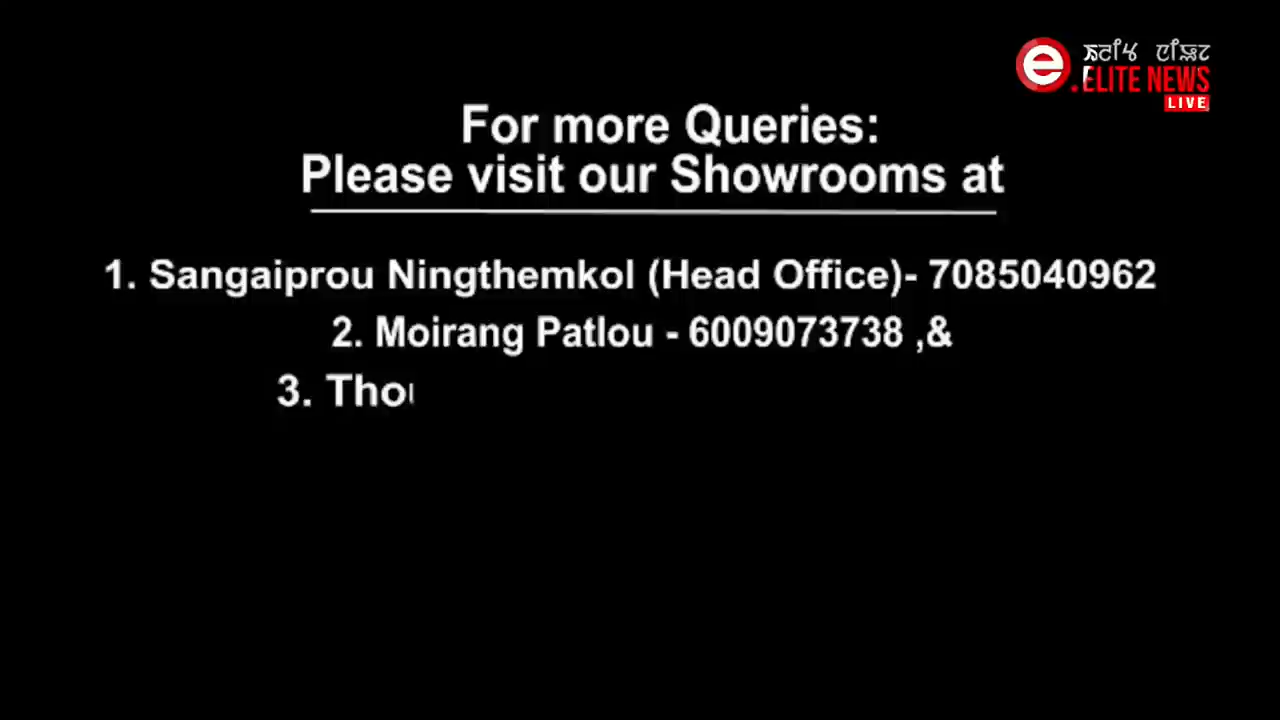 ELITE NEWS
LIVE
For more Queries:
Please visit our Showrooms at
1. Sangaiprou Ningthemkol (Head Office)- 7085040962
2. Moirang Patlou - 6009073738 ,&
3.